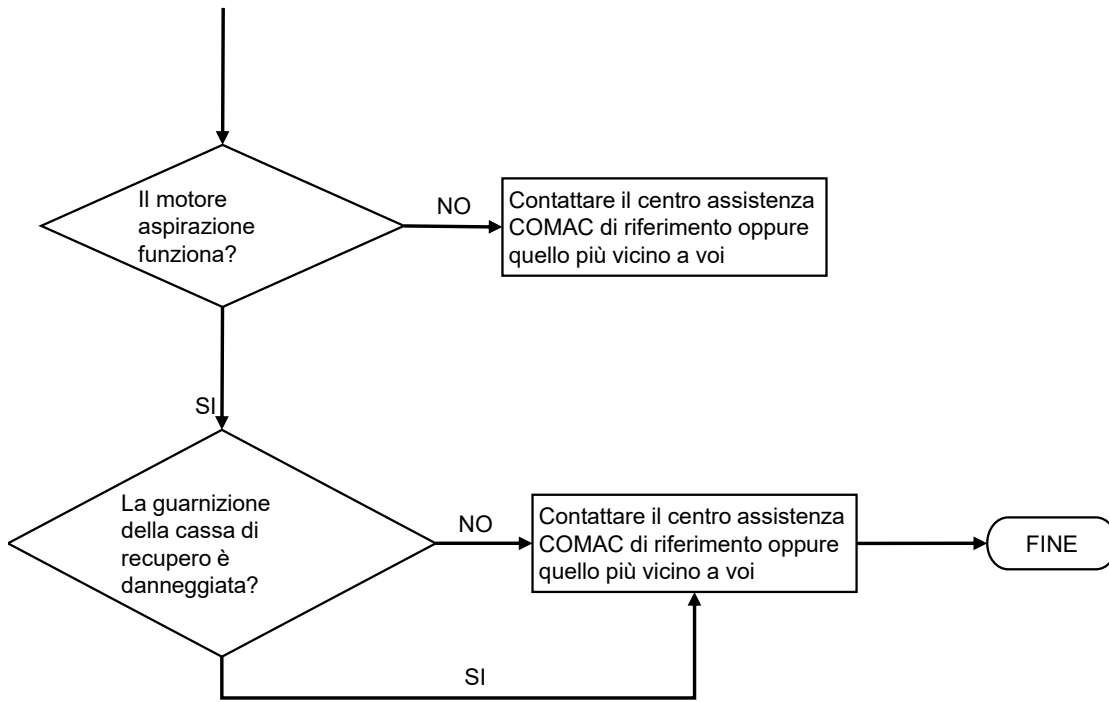 Il motore
aspirazione
funziona?
NO
Contattare il centro assistenza
COMAC di riferimento oppure
quello più vicino a voi
SI
La guarnizione
della cassa di
recupero è
danneggiata?
NO
Contattare il centro assistenza
COMAC di riferimento oppure
quello più vicino a voi
FINE
SI